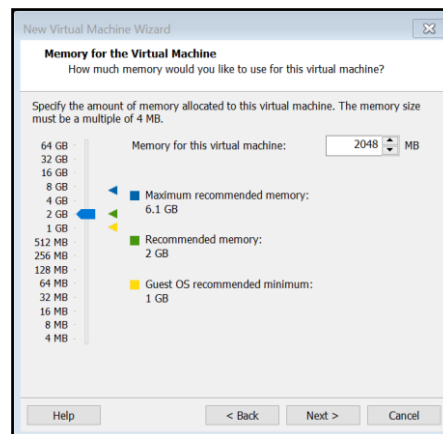 New Virtual Machine Wizard
Memory for the Virtual Machine
How much memory would you like to use for this virtual machine?
Specify the amount of memory allocated to this virtual machine. The memory size
must be a multiple of 4 MB.
Memory for this virtual machine: 2048 MB
64 GB
32 GB
16 GB
8 GB
4 GB
2 GB
1 GB
512 MB
256 MB
128 MB
64 MB
32 MB
16 MB
8 MB
4 MB
Maximum recommended memory:
6.1 GB
Recommended memory:
2 GB
Guest OS recommended minimum:
1 GB
Help < Back Next > Cancel